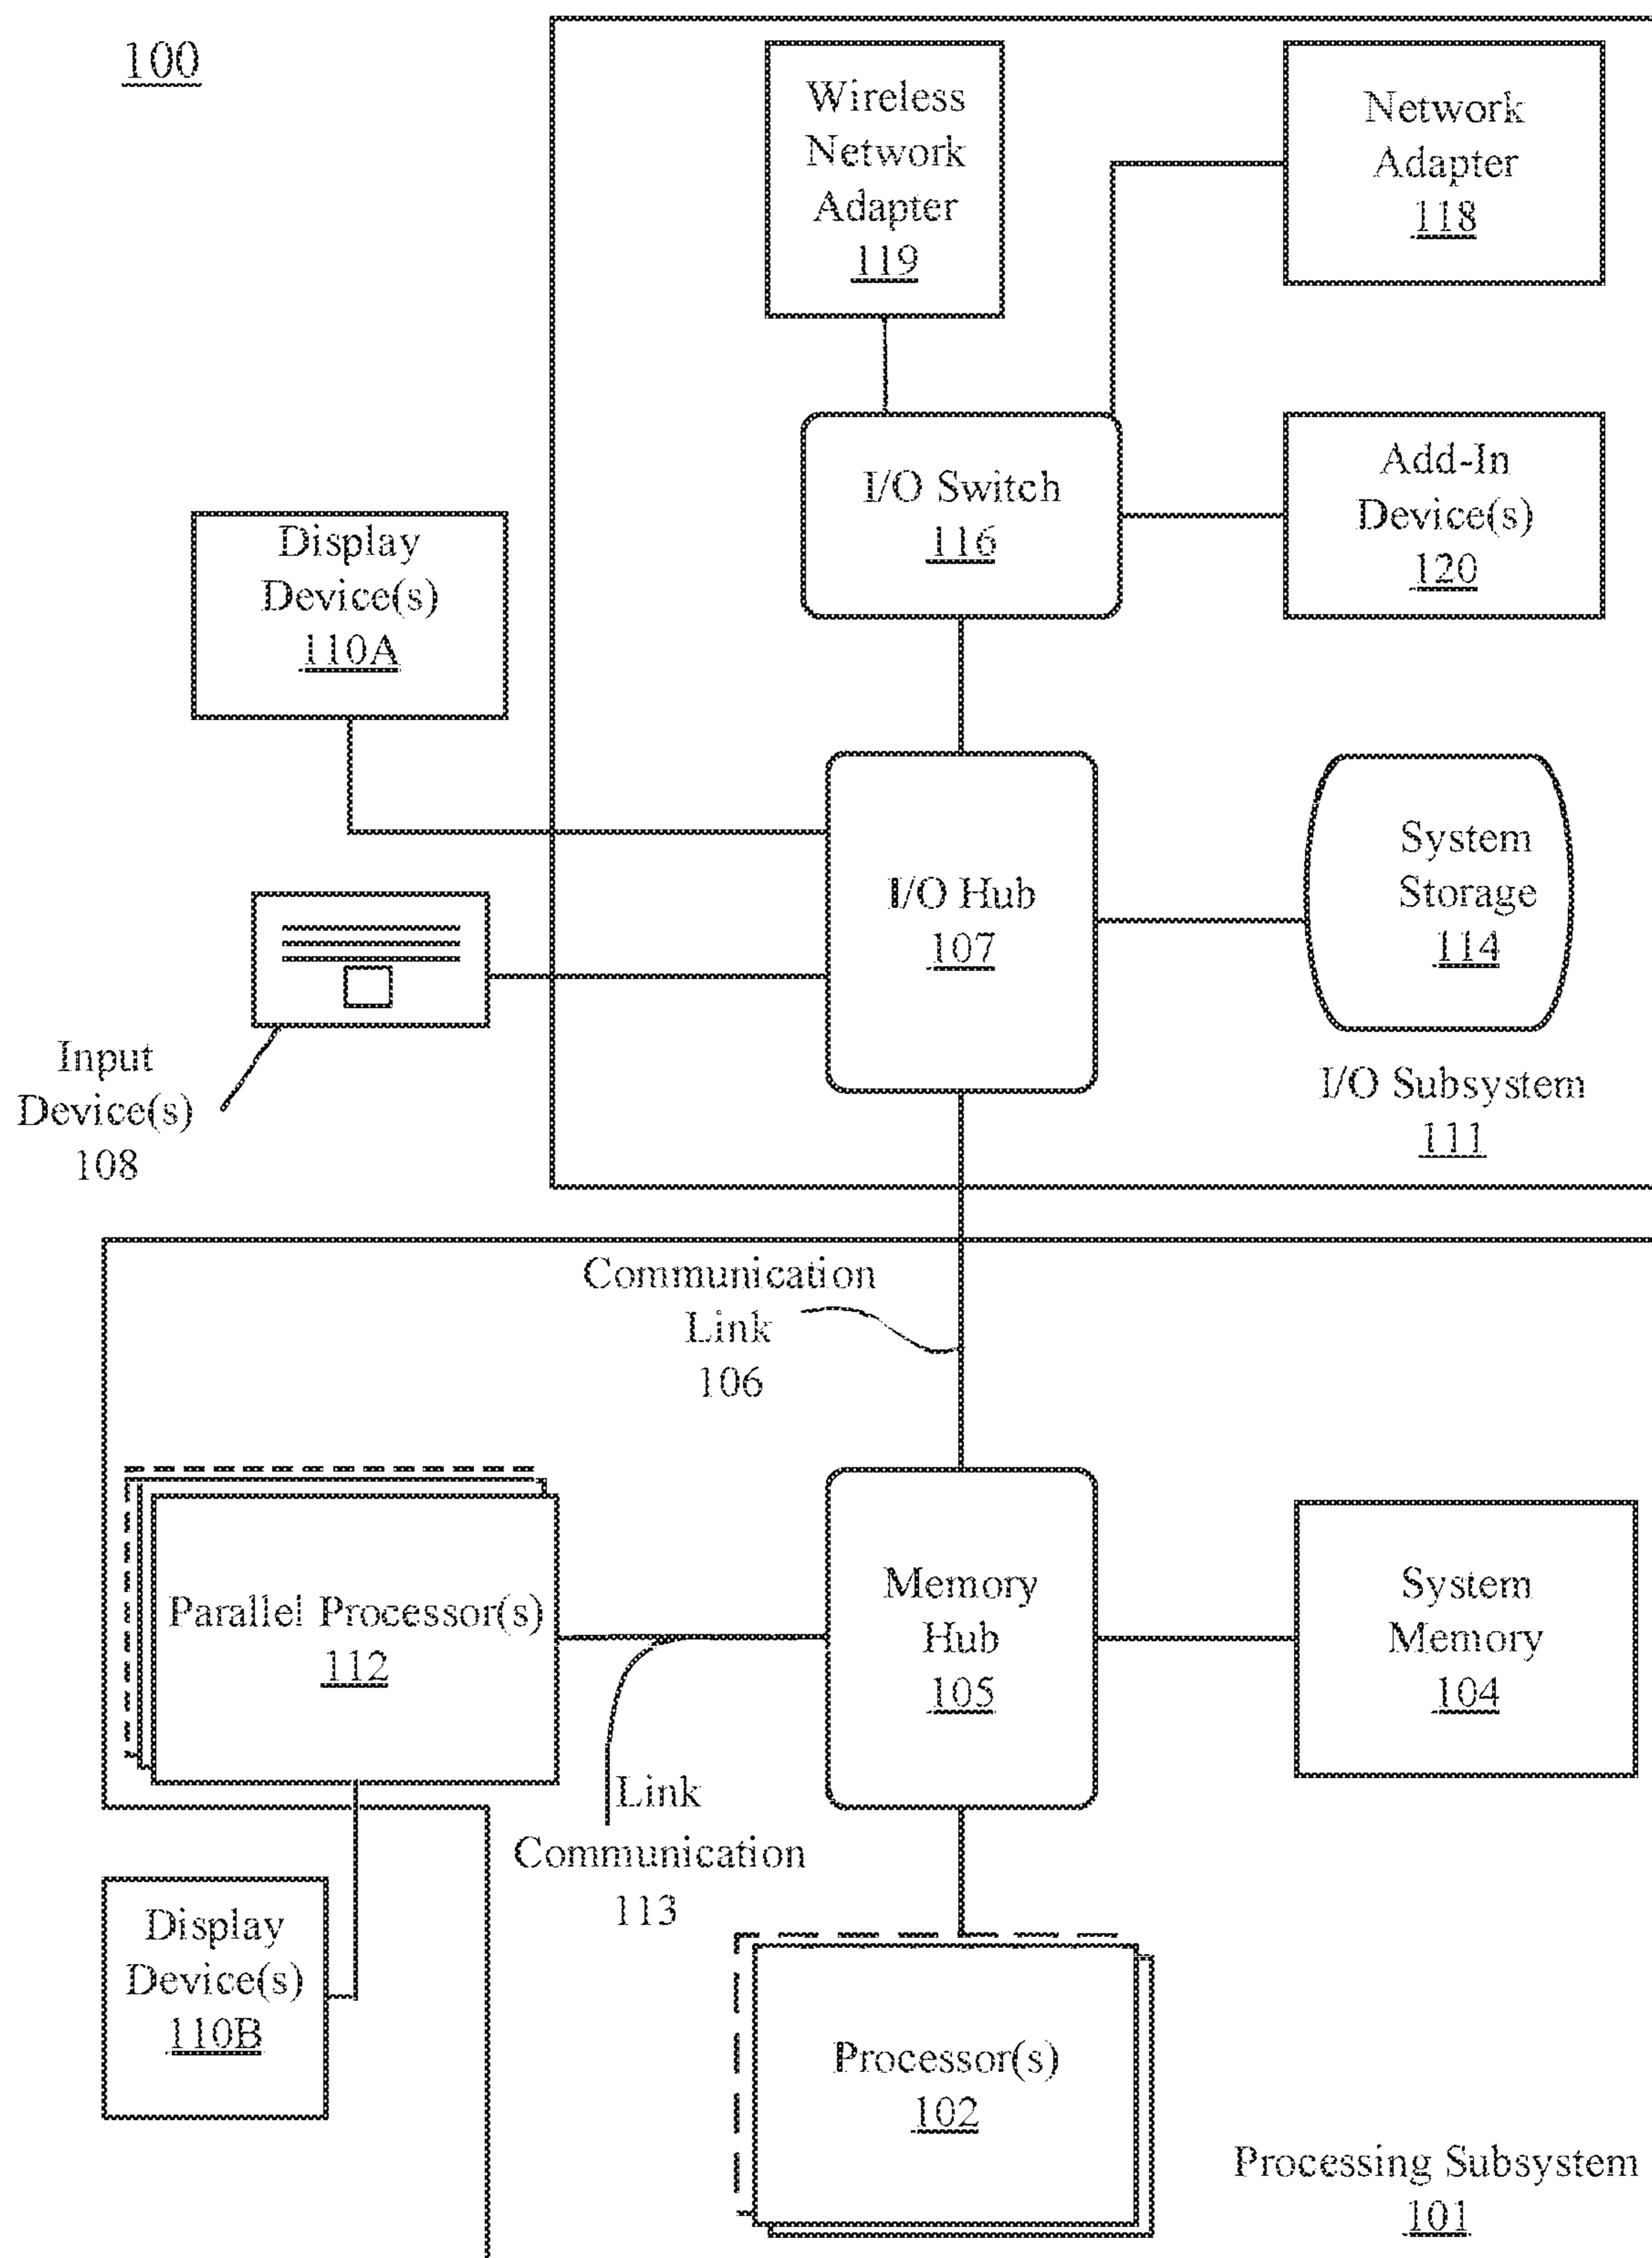 100
Wireless
Network
Adapter
119
Network
Adapter
118
I/O Switch
116
Add-In
Device(s)
120
Display
Device(s)
110A
I/O Hub
107
System
Storage
114
Input
Device(s)
108
I/O Subsystem
111
Communication
Link
106
Parallel Processor(s)
112
Memory
Hub
105
System
Memory
104
Link
Communication
113
Display
Device(s)
110B
Processor(s)
102
Processing Subsystem
101